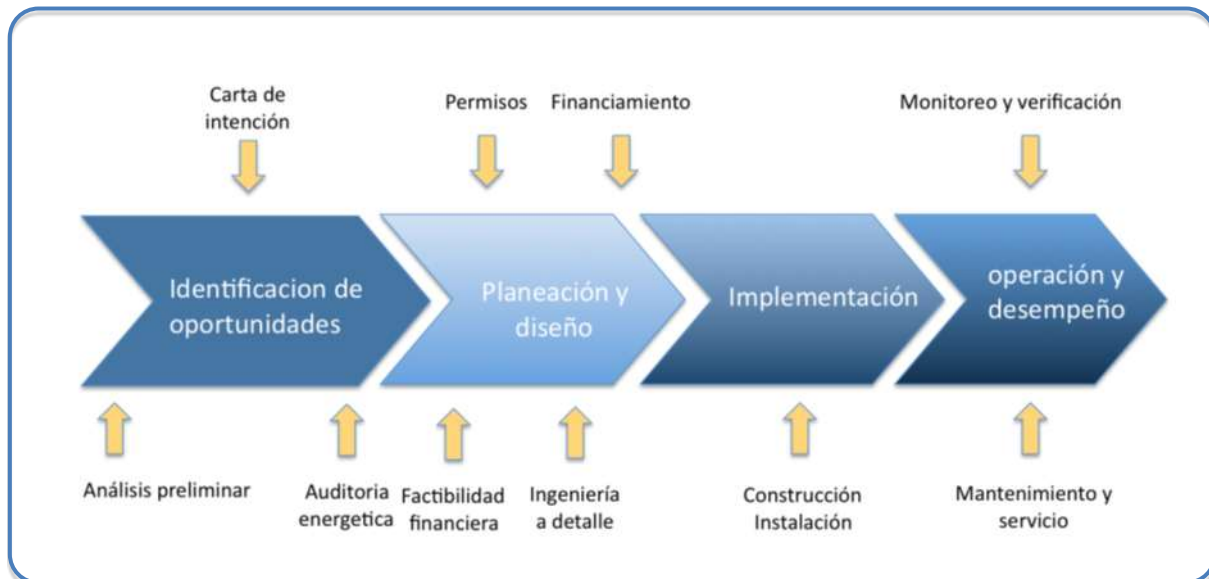 Carta de
intención
Permisos
Financiamiento
Monitoreo y verificación
Identificacion de
oportunidades
Planeación y
diseño
Implementación
operación y
desempeño
Análisis preliminar
Auditoria
energetica
Factibilidad
financiera
Ingeniería
a detalle
Construcción
Instalación
Mantenimiento y
servicio